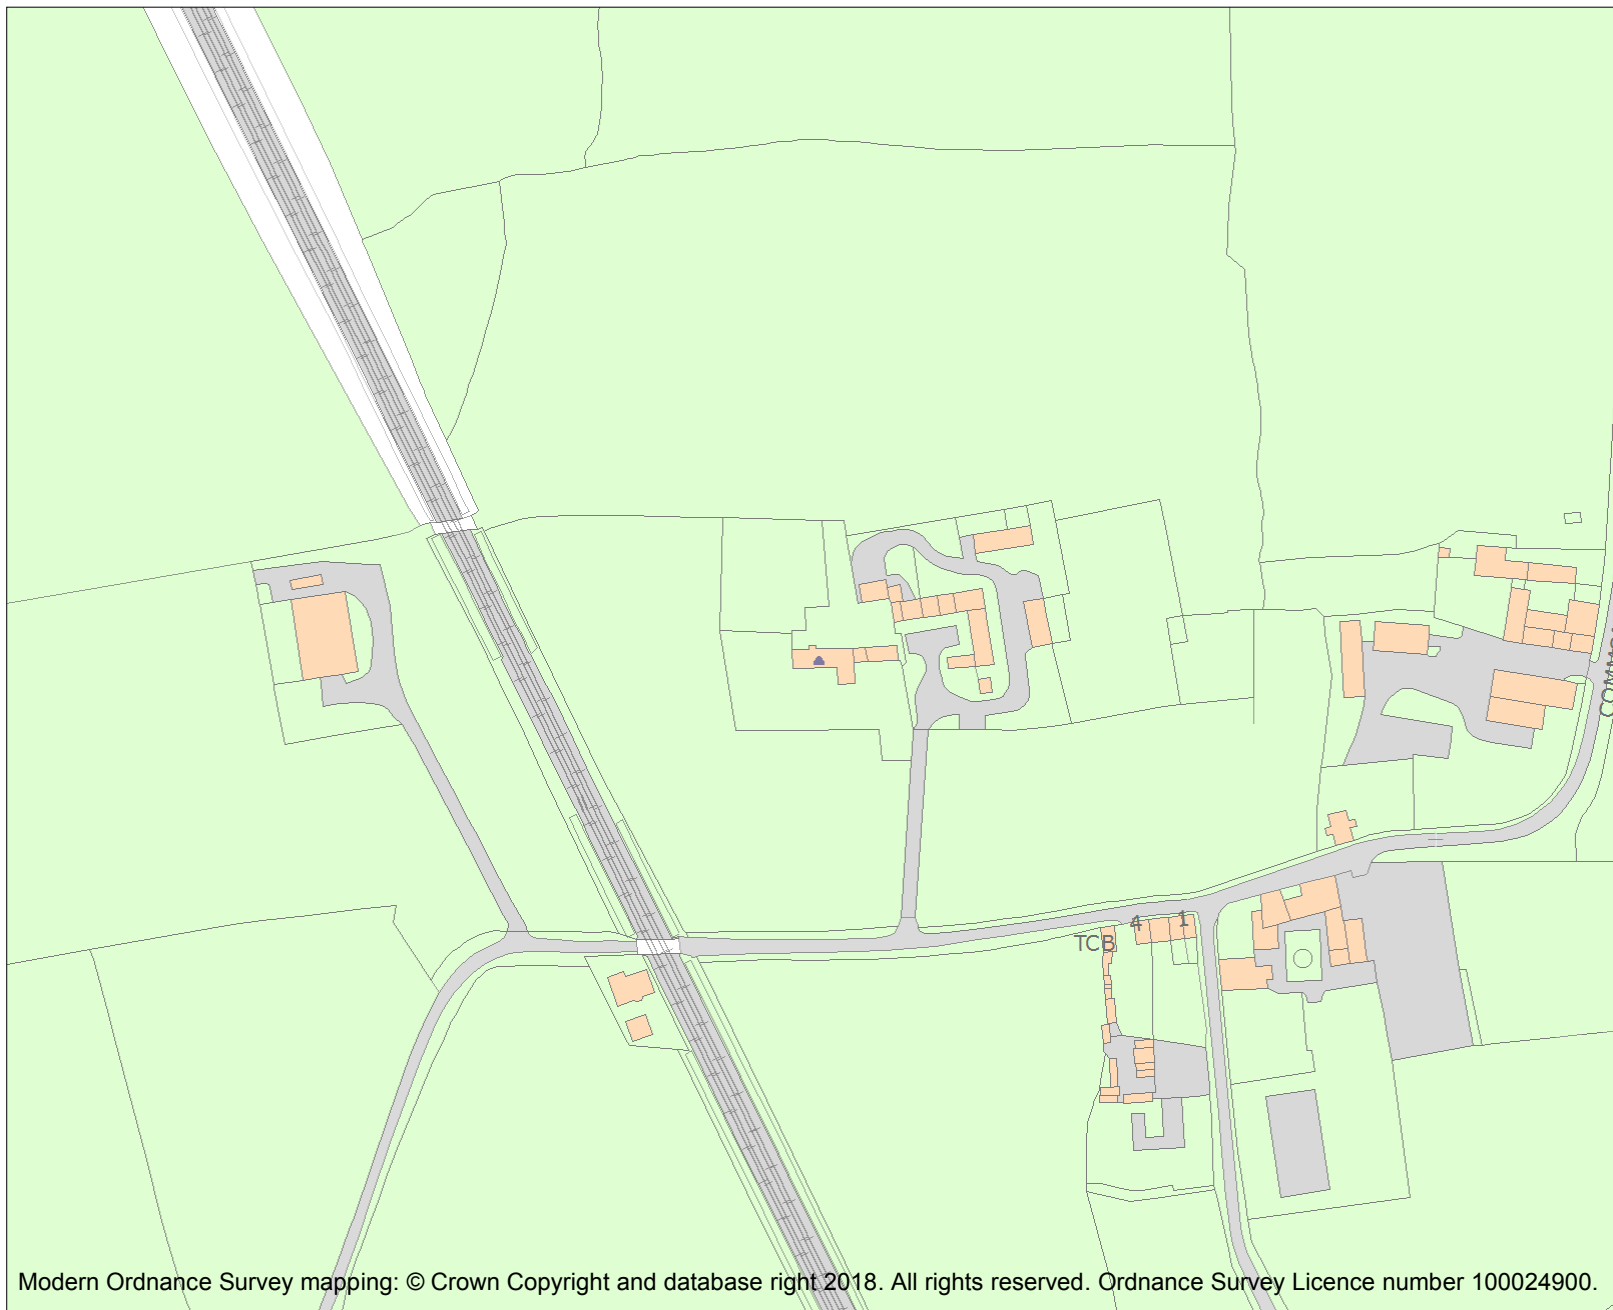 4
1
TCB
Modern Ordnance Survey mapping: © Crown Copyright and database right 2018. All rights reserved. Ordnance Survey Licence number 100024900.